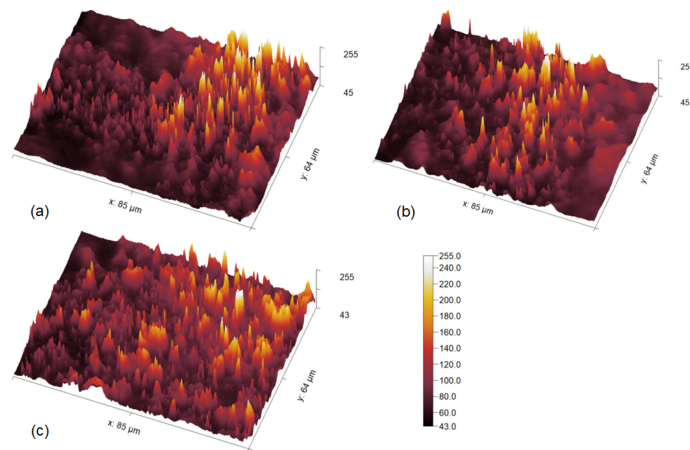 255
45
y: 64 µm
x: 85 µm
(a)
25
45
y: 64 µm
x: 85 µm
(b)
255
43
y: 64 µm
x: 85 µm
(c)
255.0
240.0
220.0
200.0
180.0
160.0
140.0
120.0
100.0
80.0
60.0
43.0